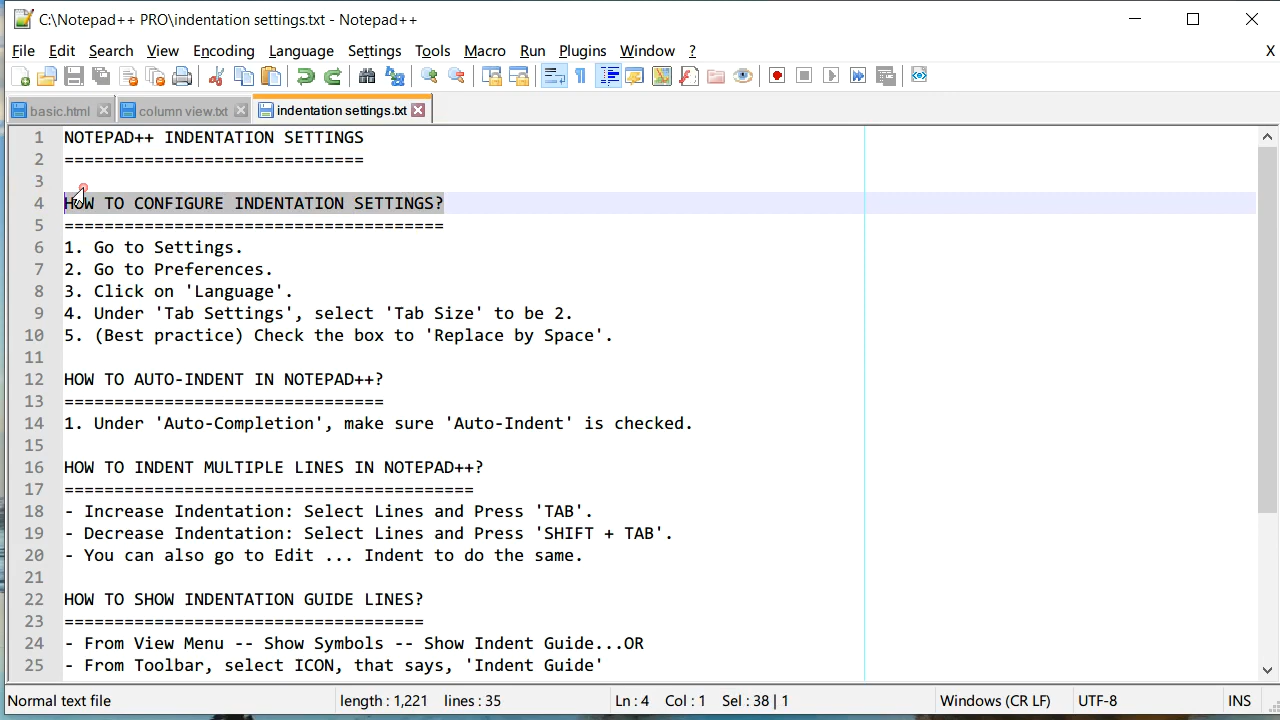 C:\Notepad++ PRO\indentation settings.txt - Notepad++
File Edit Search View Encoding Language Settings Tools Macro Run Plugins Window ? X
basic.html column view.txt indentation settings.txt
1 NOTEPAD++ INDENTATION SETTINGS
2 ==============================
3
4 HOW TO CONFIGURE INDENTATION SETTINGS?
5 ======================================
6 1. Go to Settings.
7 2. Go to Preferences.
8 3. Click on 'Language'.
9 4. Under 'Tab Settings', select 'Tab Size' to be 2.
10 5. (Best practice) Check the box to 'Replace by Space'.
11
12 HOW TO AUTO-INDENT IN NOTEPAD++?
13 ================================
14 1. Under 'Auto-Completion', make sure 'Auto-Indent' is checked.
15
16 HOW TO INDENT MULTIPLE LINES IN NOTEPAD++?
17 =========================================
18 - Increase Indentation: Select Lines and Press 'TAB'.
19 - Decrease Indentation: Select Lines and Press 'SHIFT + TAB'.
20 - You can also go to Edit ... Indent to do the same.
21
22 HOW TO SHOW INDENTATION GUIDE LINES?
23 ====================================
24 - From View Menu -- Show Symbols -- Show Indent Guide...OR
25 - From Toolbar, select ICON, that says, 'Indent Guide'
Normal text file length : 1,221 lines : 35 Ln : 4 Col : 1 Sel : 38 | 1 Windows (CR LF) UTF-8 INS